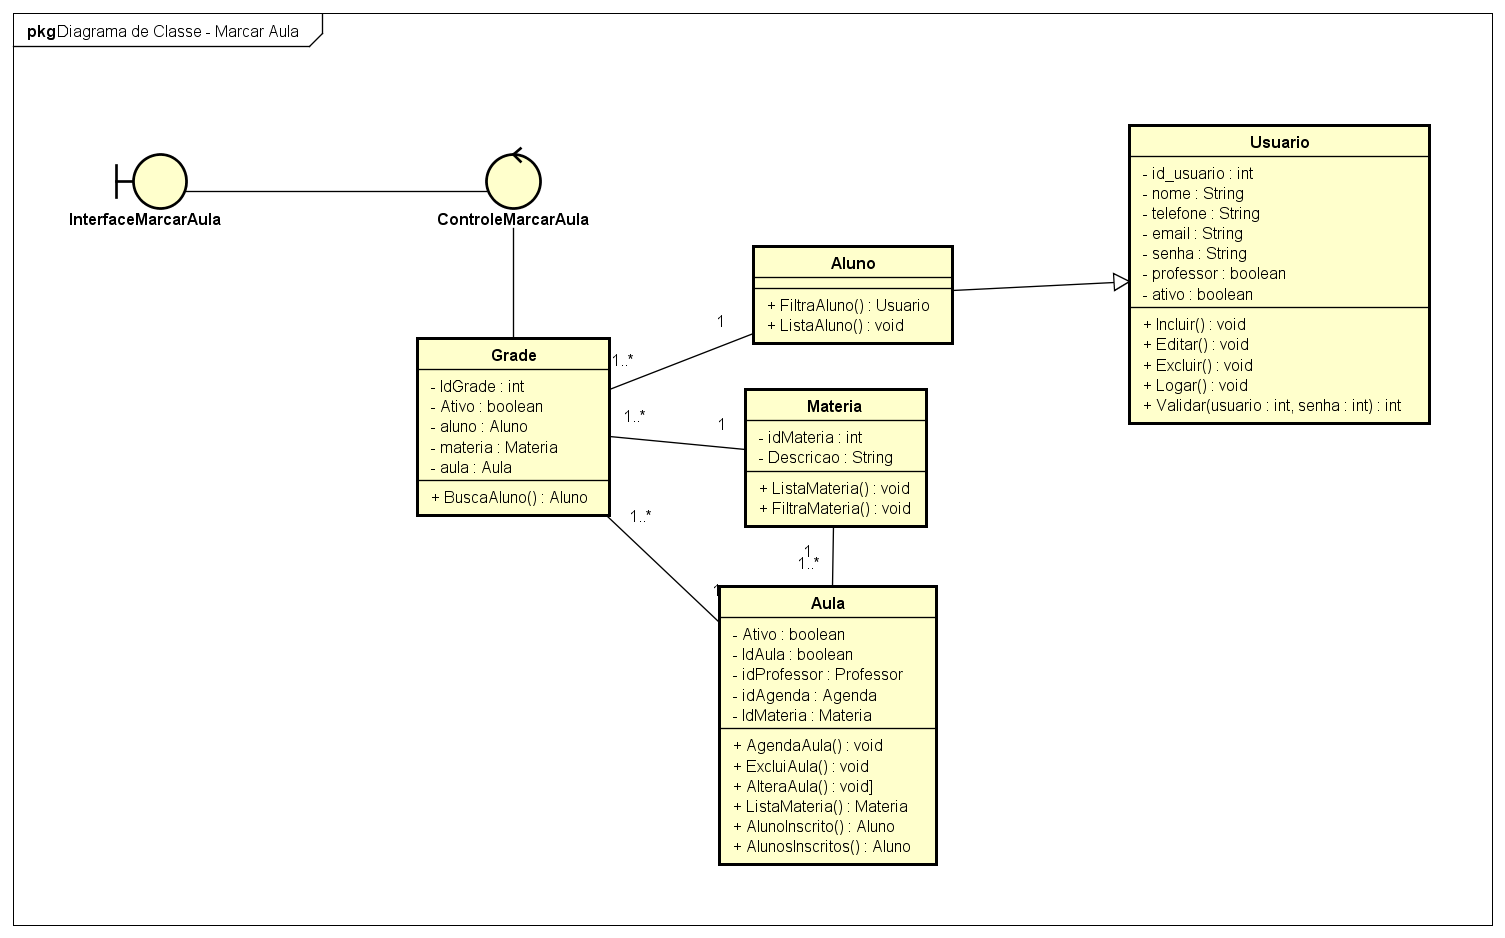 pkg Diagrama de Classe - Marcar Aula
InterfaceMarcarAula
ControleMarcarAula
Usuario
- id_usuario : int
- nome : String
- telefone : String
- email : String
- senha : String
- professor : boolean
- ativo : boolean
+ Incluir() : void
+ Editar() : void
+ Excluir() : void
+ Logar() : void
+ Validar(usuario : int, senha : int) : int
Aluno
+ FiltraAluno() : Usuario
+ ListaAluno() : void
1
1..*
Grade
- IdGrade : int
- Ativo : boolean
- aluno : Aluno
- materia : Materia
- aula : Aula
+ BuscaAluno() : Aluno
1..*
1
Materia
- idMateria : int
- Descricao : String
+ ListaMateria() : void
+ FiltraMateria() : void
1..*
1
1
1..*
Aula
- Ativo : boolean
- IdAula : boolean
- idProfessor : Professor
- idAgenda : Agenda
- IdMateria : Materia
+ AgendaAula() : void
+ ExcluiAula() : void
+ AlteraAula() : void]
+ ListaMateria() : Materia
+ AlunoInscrito() : Aluno
+ AlunosInscritos() : Aluno